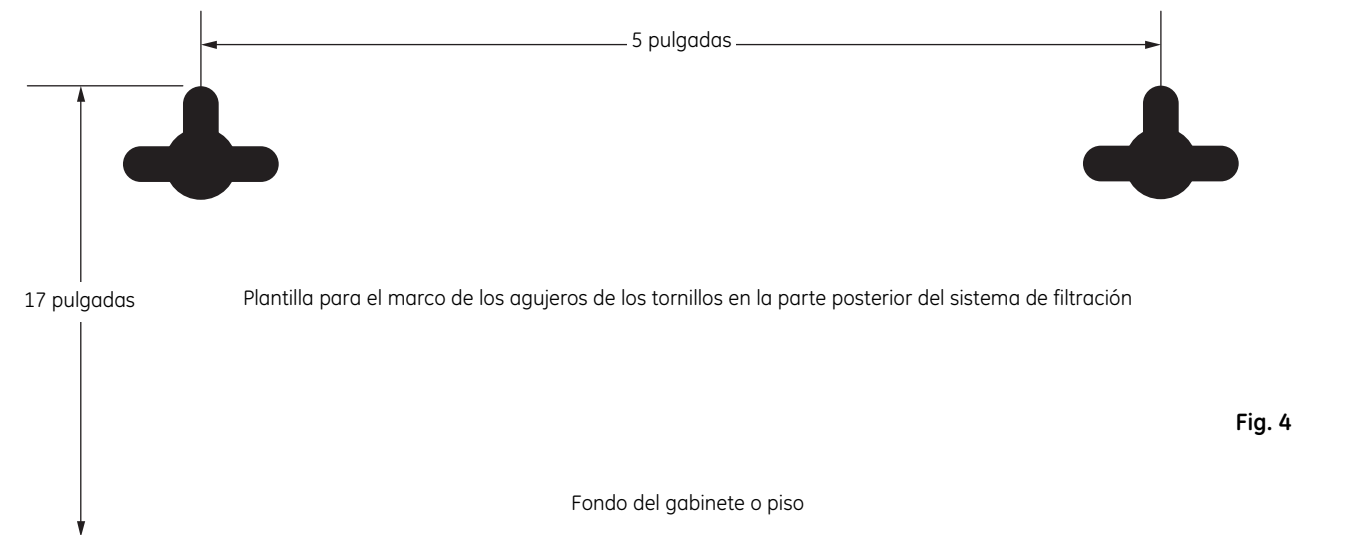 5 pulgadas
17 pulgadas
Plantilla para el marco de los agujeros de los tornillos en la parte posterior del sistema de filtración
Fig. 4
Fondo del gabinete o piso